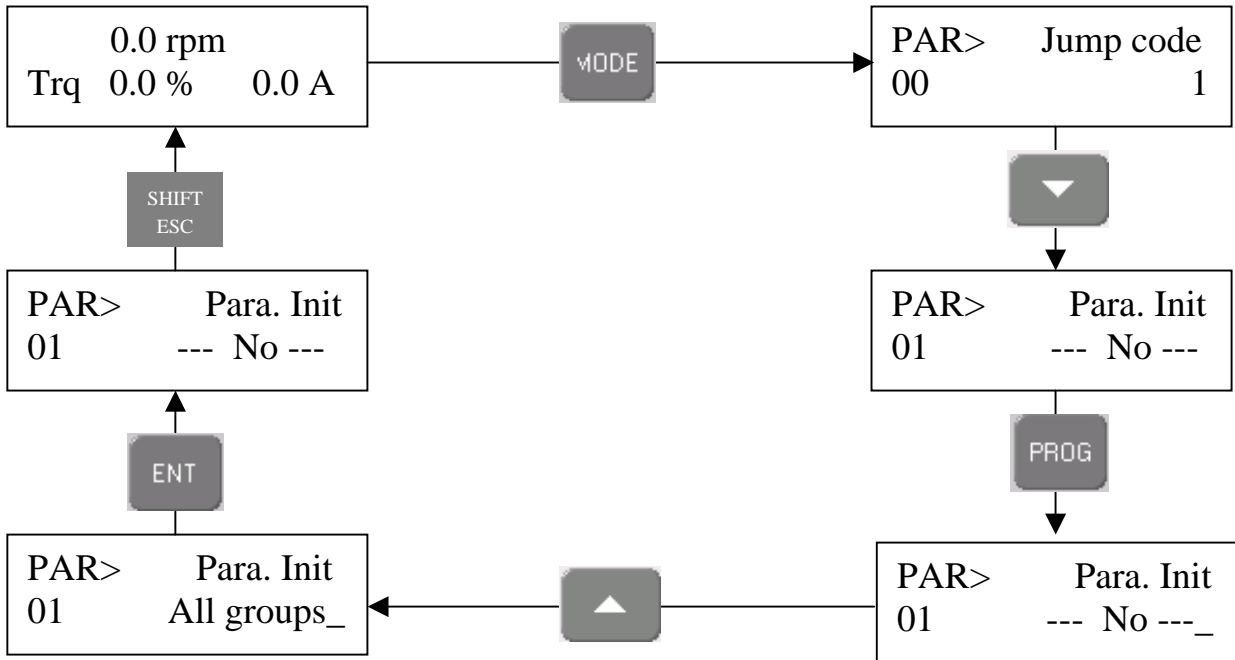 0.0 rpm
Trq 0.0 % 0.0 A
MODE
PAR> Jump code
00 1
SHIFT
ESC
PAR> Para. Init
01 --- No ---
PAR> Para. Init
01 --- No ---
ENT
PROG
PAR> Para. Init
01 All groups_
PAR> Para. Init
01 --- No ---_